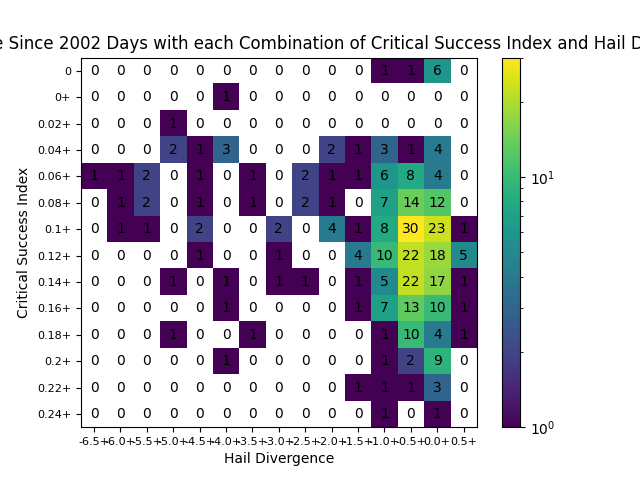 e Since 2002 Days with each Combination of Critical Success Index and Hail D
0 0 0 0 0 0 0 0 0 0 0 0 1 1 6 0
0+ 0 0 0 0 0 1 0 0 0 0 0 0 0 0 0
0.02+ 0 0 0 1 0 0 0 0 0 0 0 0 0 0 0
0.04+ 0 0 0 2 1 3 0 0 0 2 1 3 1 4 0
0.06+ 1 1 2 0 1 0 1 0 2 1 1 6 8 4 0
0.08+ 0 1 2 0 1 0 1 0 2 1 0 7 14 12 0
0.1+ 0 1 1 0 2 0 0 2 0 4 1 8 30 23 1
0.12+ 0 0 0 0 1 0 0 1 0 0 4 10 22 18 5
0.14+ 0 0 0 1 0 1 0 1 1 0 1 5 22 17 1
0.16+ 0 0 0 0 0 1 0 0 0 0 1 7 13 10 1
0.18+ 0 0 0 1 0 0 1 0 0 0 0 1 10 4 1
0.2+ 0 0 0 0 0 1 0 0 0 0 0 1 2 9 0
0.22+ 0 0 0 0 0 0 0 0 0 0 1 1 1 3 0
0.24+ 0 0 0 0 0 0 0 0 0 0 0 1 0 1 0
-6.5+ -6.0+ -5.5+ -5.0+ -4.5+ -4.0+ -3.5+ -3.0+ -2.5+ -2.0+ -1.5+ -1.0+ -0.5+ 0.0+ 0.5+
Hail Divergence
Critical Success Index
10¹
10⁰